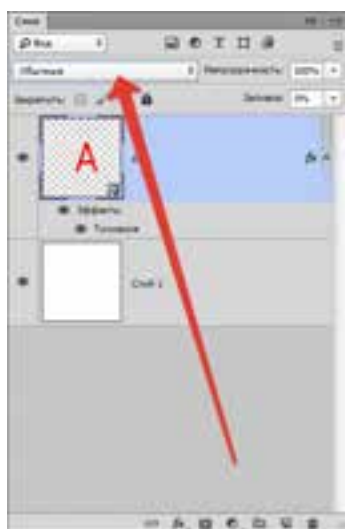 Слои
Вид
Обычные
Непрозрачность: 100%
Закрепить:
Заливка: 0%
A
Эффекты
Тиснение
Слой 1